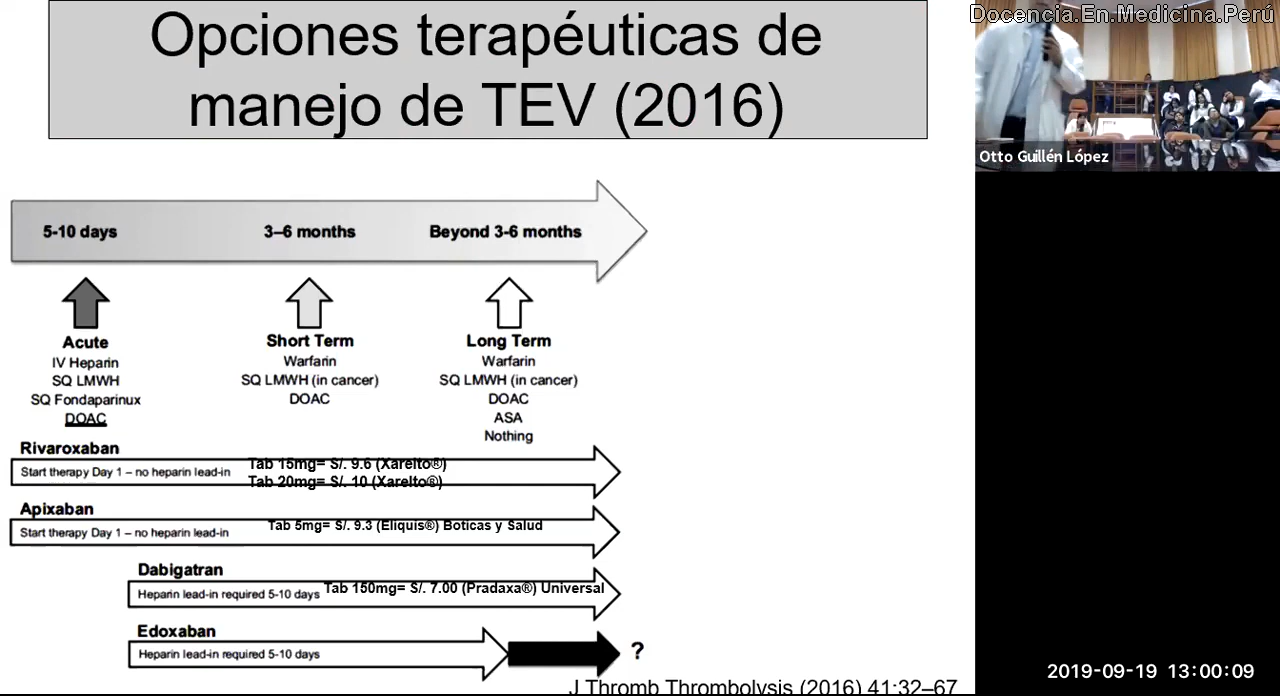 Opciones terapéuticas de
manejo de TEV (2016)
Docencia.En.Medicina.Perú
Otto Guillén López
5-10 days
3–6 months
Beyond 3-6 months
Acute
IV Heparin
SQ LMWH
SQ Fondaparinux
DOAC
Short Term
Warfarin
SQ LMWH (in cancer)
DOAC
Long Term
Warfarin
SQ LMWH (in cancer)
DOAC
ASA
Nothing
Rivaroxaban
Start therapy Day 1 – no heparin lead-in
Tab 15mg= S/. 9.6 (Xarelto®)
Tab 20mg= S/. 10 (Xarelto®)
Apixaban
Start therapy Day 1 – no heparin lead-in
Tab 5mg= S/. 9.3 (Eliquis®) Boticas y Salud
Dabigatran
Heparin lead-in required 5-10 days
Tab 150mg= S/. 7.00 (Pradaxa®) Universal
Edoxaban
Heparin lead-in required 5-10 days
?
J Thromb Thrombolysis (2016) 41:32–67
2019-09-19 13:00:09